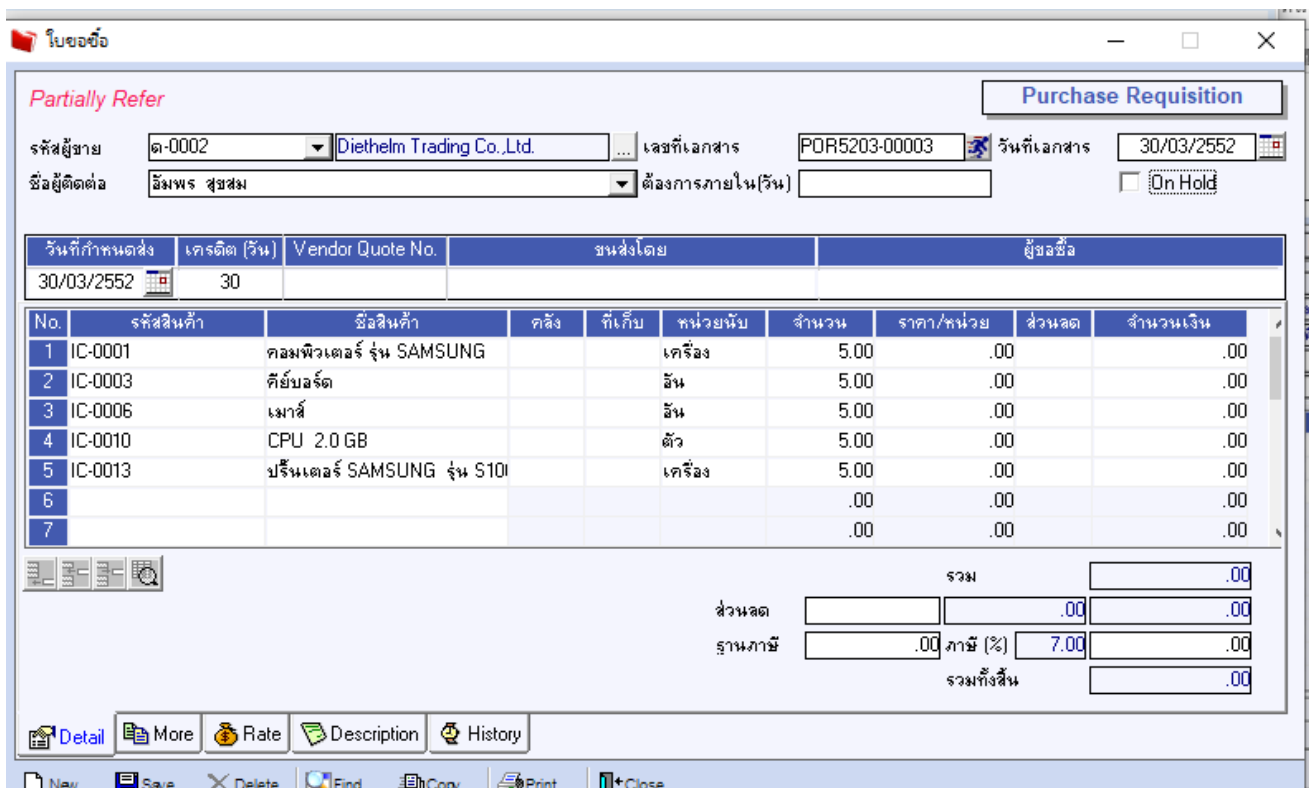 ใบขอซื้อ
Partially Refer
Purchase Requisition
รหัสผู้ขาย ด-0002 Diethelm Trading Co.,Ltd. ... เลขที่เอกสาร POR5203-00003 วันที่เอกสาร 30/03/2552
ชื่อผู้ติดต่อ อัมพร สุขสม ต้องการภายใน(วัน) On Hold
วันที่กำหนดส่ง เครดิต (วัน) Vendor Quote No. ขนส่งโดย ผู้ขอซื้อ
30/03/2552 30
No. รหัสสินค้า ชื่อสินค้า คลัง ที่เก็บ หน่วยนับ จำนวน ราคา/หน่วย ส่วนลด จำนวนเงิน
1 IC-0001 คอมพิวเตอร์ รุ่น SAMSUNG เครื่อง 5.00 .00 .00
2 IC-0003 คีย์บอร์ด อัน 5.00 .00 .00
3 IC-0006 เมาส์ อัน 5.00 .00 .00
4 IC-0010 CPU 2.0 GB ตัว 5.00 .00 .00
5 IC-0013 ปริ๊นเตอร์ SAMSUNG รุ่น เครื่อง 5.00 .00 .00
6 .00 .00 .00
7 .00 .00 .00
รวม .00
ส่วนลด .00 .00
ฐานภาษี .00 ภาษี (%) 7.00 .00
รวมทั้งสิ้น .00
Detail More Rate Description History
New Save Delete Find Copy Print Close